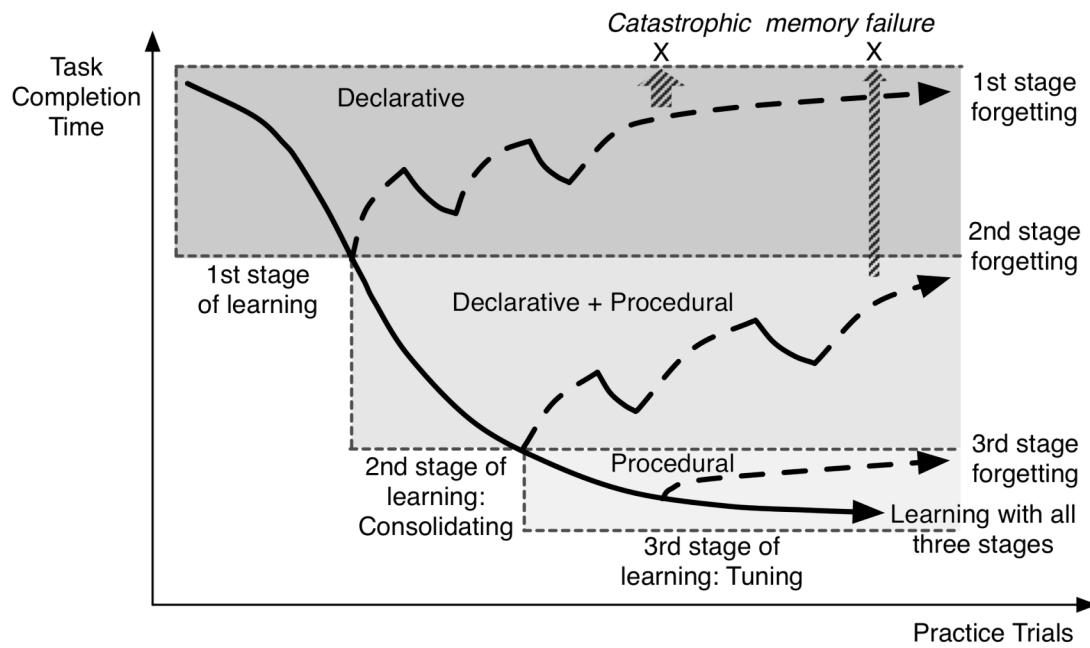 Catastrophic memory failure
X
X
Task
Completion
Time
Declarative
1st stage
forgetting
2nd stage
forgetting
1st stage
of learning
Declarative + Procedural
3rd stage
forgetting
2nd stage of
learning:
Consolidating
Procedural
Learning with all
three stages
3rd stage of
learning: Tuning
Practice Trials